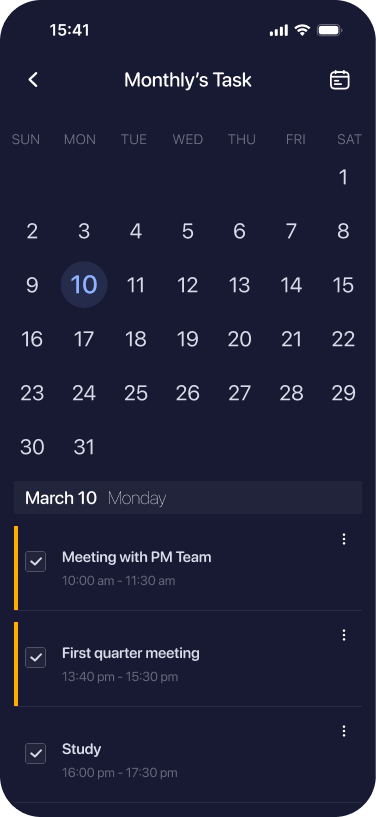 15:41
Monthly's Task
SUN MON TUE WED THU FRI SAT
1
2 3 4 5 6 7 8
9 10 11 12 13 14 15
16 17 18 19 20 21 22
23 24 25 26 27 28 29
30 31
March 10 Monday
Meeting with PM Team
10:00 am - 11:30 am
First quarter meeting
13:40 pm - 15:30 pm
Study
16:00 pm - 17:30 pm